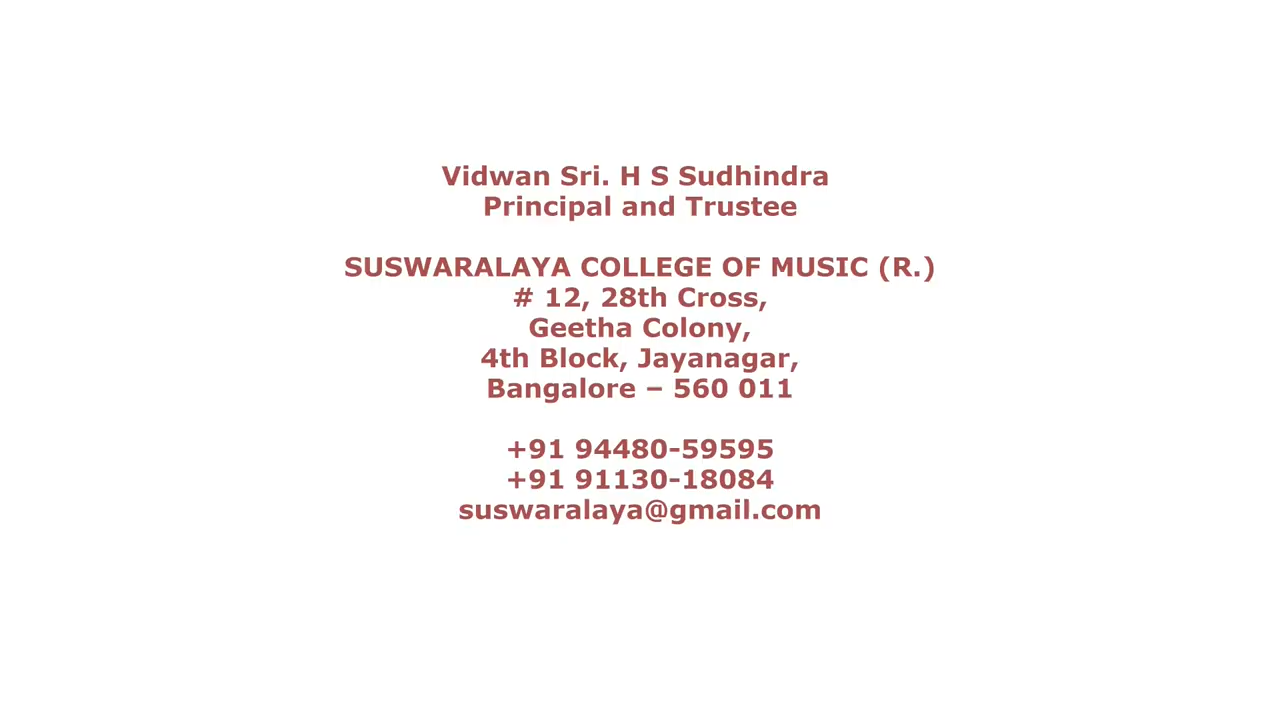 Vidwan Sri. H S Sudhindra
Principal and Trustee
SUSWARALAYA COLLEGE OF MUSIC (R.)
# 12, 28th Cross,
Geetha Colony,
4th Block, Jayanagar,
Bangalore – 560 011
+91 94480-59595
+91 91130-18084
suswaralaya@gmail.com